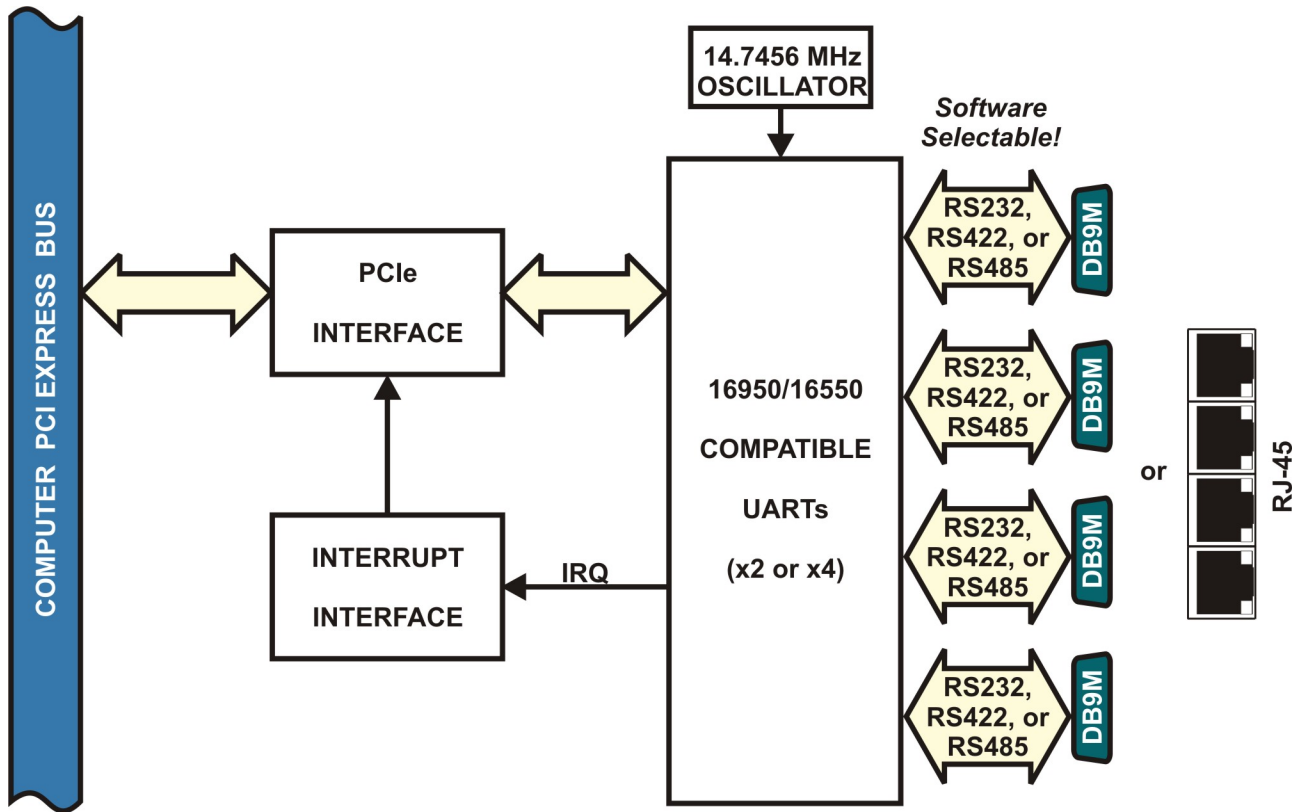 COMPUTER PCI EXPRESS BUS
14.7456 MHz
OSCILLATOR
Software
Selectable!
PCIe
INTERFACE
INTERRUPT
INTERFACE
IRQ
16950/16550
COMPATIBLE
UARTs
(x2 or x4)
RS232,
RS422, or
RS485
DB9M
RS232,
RS422, or
RS485
DB9M
RS232,
RS422, or
RS485
DB9M
RS232,
RS422, or
RS485
DB9M
or
RJ-45